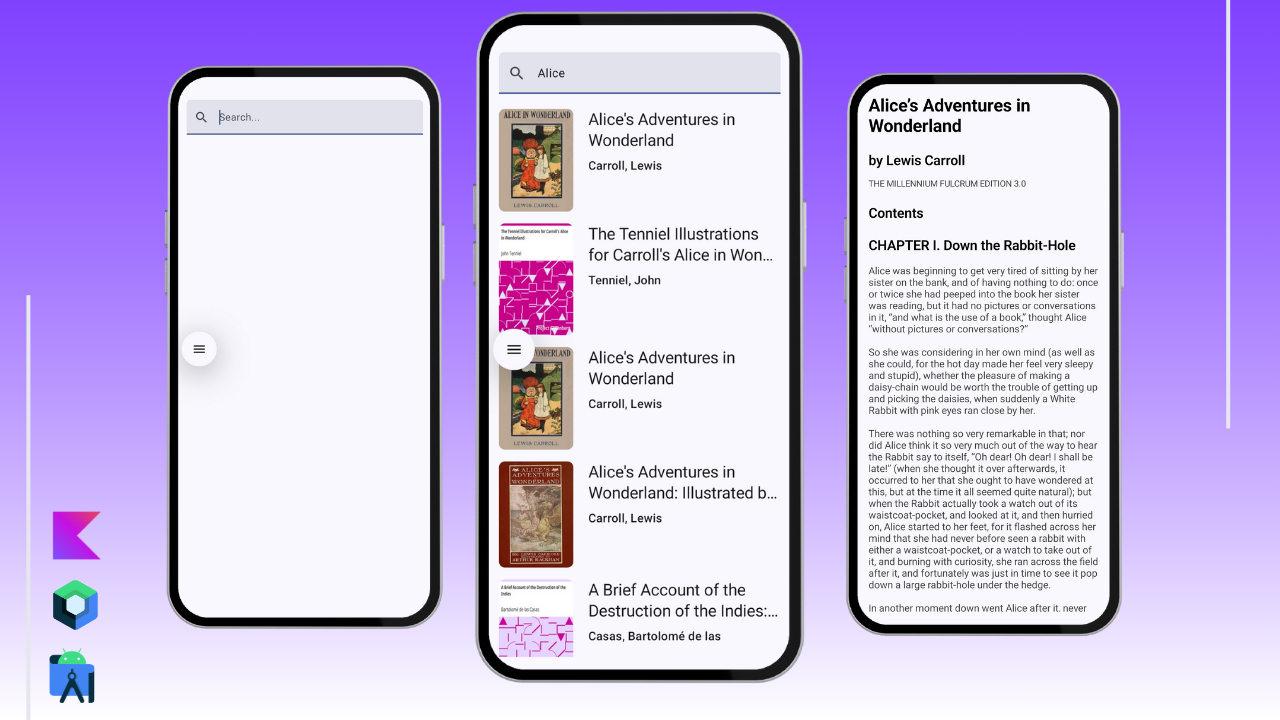 Search...
Alice
ALICE IN WONDERLAND
LEWIS CARROLL
Alice's Adventures in
Wonderland
Carroll, Lewis
The Tenniel Illustrations for Carroll's Alice
in Wonderland
John Tenniel
The Tenniel Illustrations
for Carroll's Alice in Won...
Tenniel, John
WONDERLAND
LEWIS CARROLL
Alice's Adventures in
Wonderland
Carroll, Lewis
ALICE'S
ADVENTURES
IN
WONDERLAND
BY LEWIS CARROLL
ARTHUR RACKHAM
Alice's Adventures in
Wonderland: Illustrated b...
Carroll, Lewis
A Brief Account of the Destruction of the
Indies
Bartolomé de las Casas
A Brief Account of the
Destruction of the Indies:...
Casas, Bartolomé de las
Alice’s Adventures in
Wonderland
by Lewis Carroll
THE MILLENNIUM FULCRUM EDITION 3.0
Contents
CHAPTER I. Down the Rabbit-Hole
Alice was beginning to get very tired of sitting by her
sister on the bank, and of having nothing to do: once
or twice she had peeped into the book her sister
was reading, but it had no pictures or conversations
in it, “and what is the use of a book,” thought Alice
“without pictures or conversations?”
So she was considering in her own mind (as well as
she could, for the hot day made her feel very sleepy
and stupid), whether the pleasure of making a
daisy-chain would be worth the trouble of getting up
and picking the daisies, when suddenly a White
Rabbit with pink eyes ran close by her.
There was nothing so very remarkable in that; nor
did Alice think it so very much out of the way to hear
the Rabbit say to itself, “Oh dear! Oh dear! I shall be
late!” (when she thought it over afterwards, it
occurred to her that she ought to have wondered at
this, but at the time it all seemed quite natural); but
when the Rabbit actually took a watch out of its
waistcoat-pocket, and looked at it, and then hurried
on, Alice started to her feet, for it flashed across her
mind that she had never before seen a rabbit with
either a waistcoat-pocket, or a watch to take out of
it, and burning with curiosity, she ran across the field
after it, and fortunately was just in time to see it pop
down a large rabbit-hole under the hedge.
In another moment down went Alice after it, never